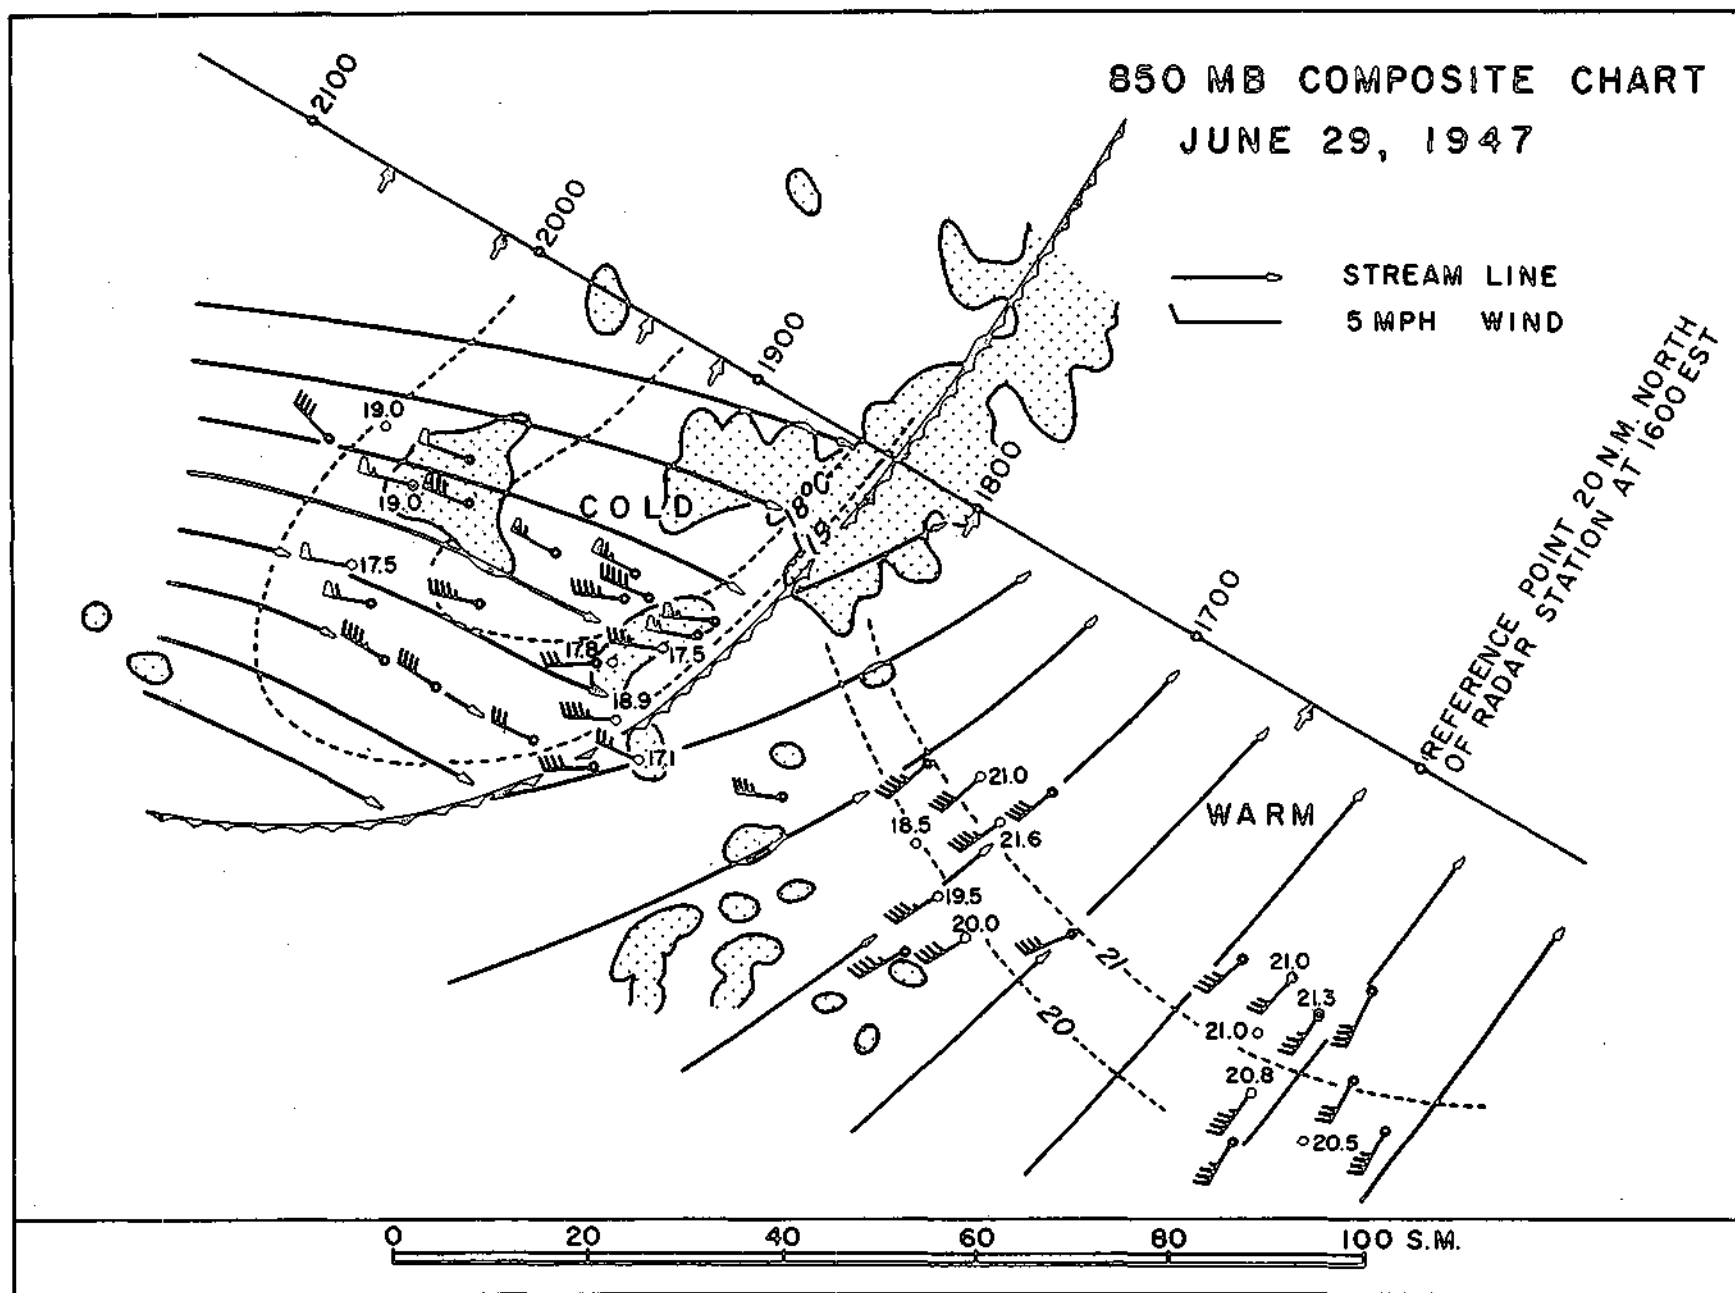 850 MB COMPOSITE CHART
JUNE 29, 1947
STREAM LINE
5 MPH WIND
2100
2000
1900
1800
1700
REFERENCE POINT 20 N.M. NORTH
OF RADAR STATION AT 1600 EST
COLD
WARM
19.0
19.0
17.5
17.8
17.5
18.9
17.1
18°C
19
21.0
18.5
21.6
19.5
20.0
21
20
21.0
21.3
21.0
20.8
20.5
0 20 40 60 80 100 S.M.